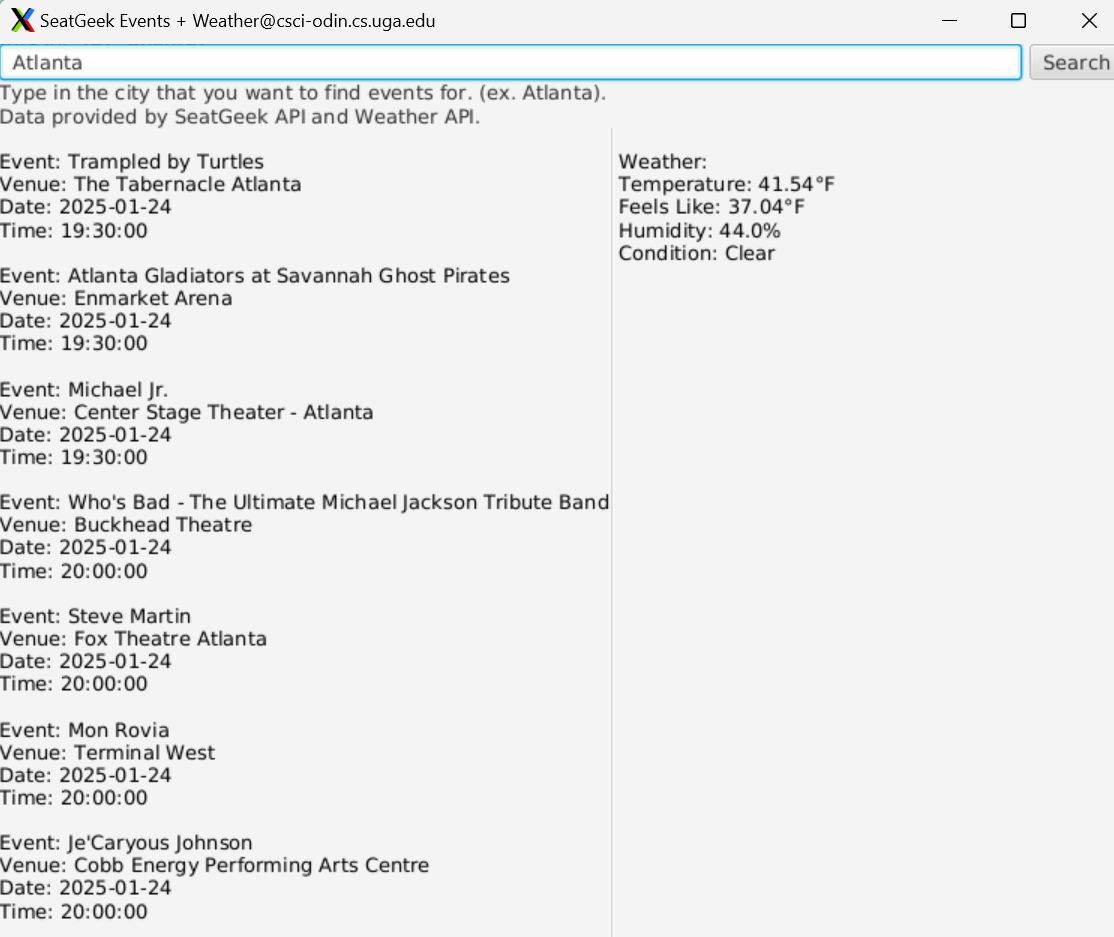 SeatGeek Events + Weather@csci-odin.cs.uga.edu
Atlanta
Search
Type in the city that you want to find events for. (ex. Atlanta).
Data provided by SeatGeek API and Weather API.
Event: Trampled by Turtles
Venue: The Tabernacle Atlanta
Date: 2025-01-24
Time: 19:30:00
Event: Atlanta Gladiators at Savannah Ghost Pirates
Venue: Enmarket Arena
Date: 2025-01-24
Time: 19:30:00
Event: Michael Jr.
Venue: Center Stage Theater - Atlanta
Date: 2025-01-24
Time: 19:30:00
Event: Who's Bad - The Ultimate Michael Jackson Tribute Band
Venue: Buckhead Theatre
Date: 2025-01-24
Time: 20:00:00
Event: Steve Martin
Venue: Fox Theatre Atlanta
Date: 2025-01-24
Time: 20:00:00
Event: Mon Rovia
Venue: Terminal West
Date: 2025-01-24
Time: 20:00:00
Event: Je'Caryous Johnson
Venue: Cobb Energy Performing Arts Centre
Date: 2025-01-24
Time: 20:00:00
Weather:
Temperature: 41.54°F
Feels Like: 37.04°F
Humidity: 44.0%
Condition: Clear